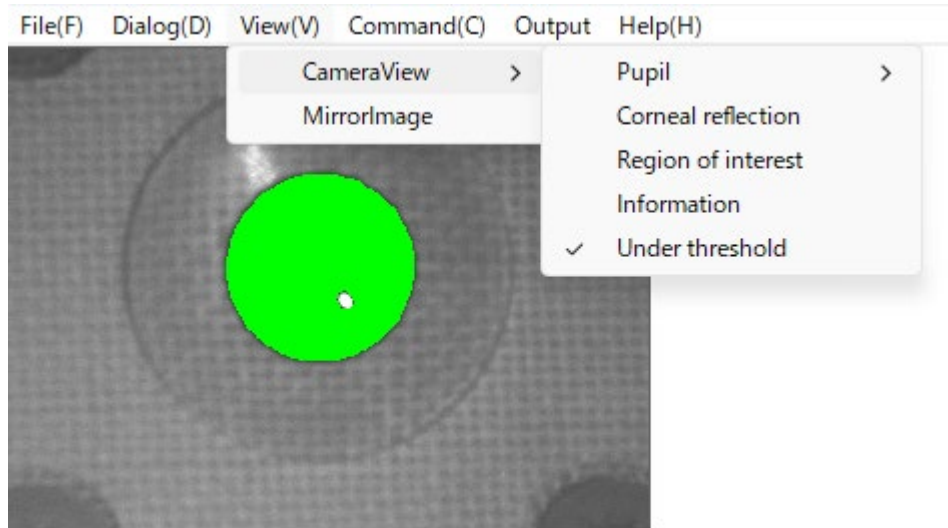 File(F) Dialog(D) View(V) Command(C) Output Help(H)
CameraView > Pupil >
MirrorImage Corneal reflection
Region of interest
Information
✓ Under threshold